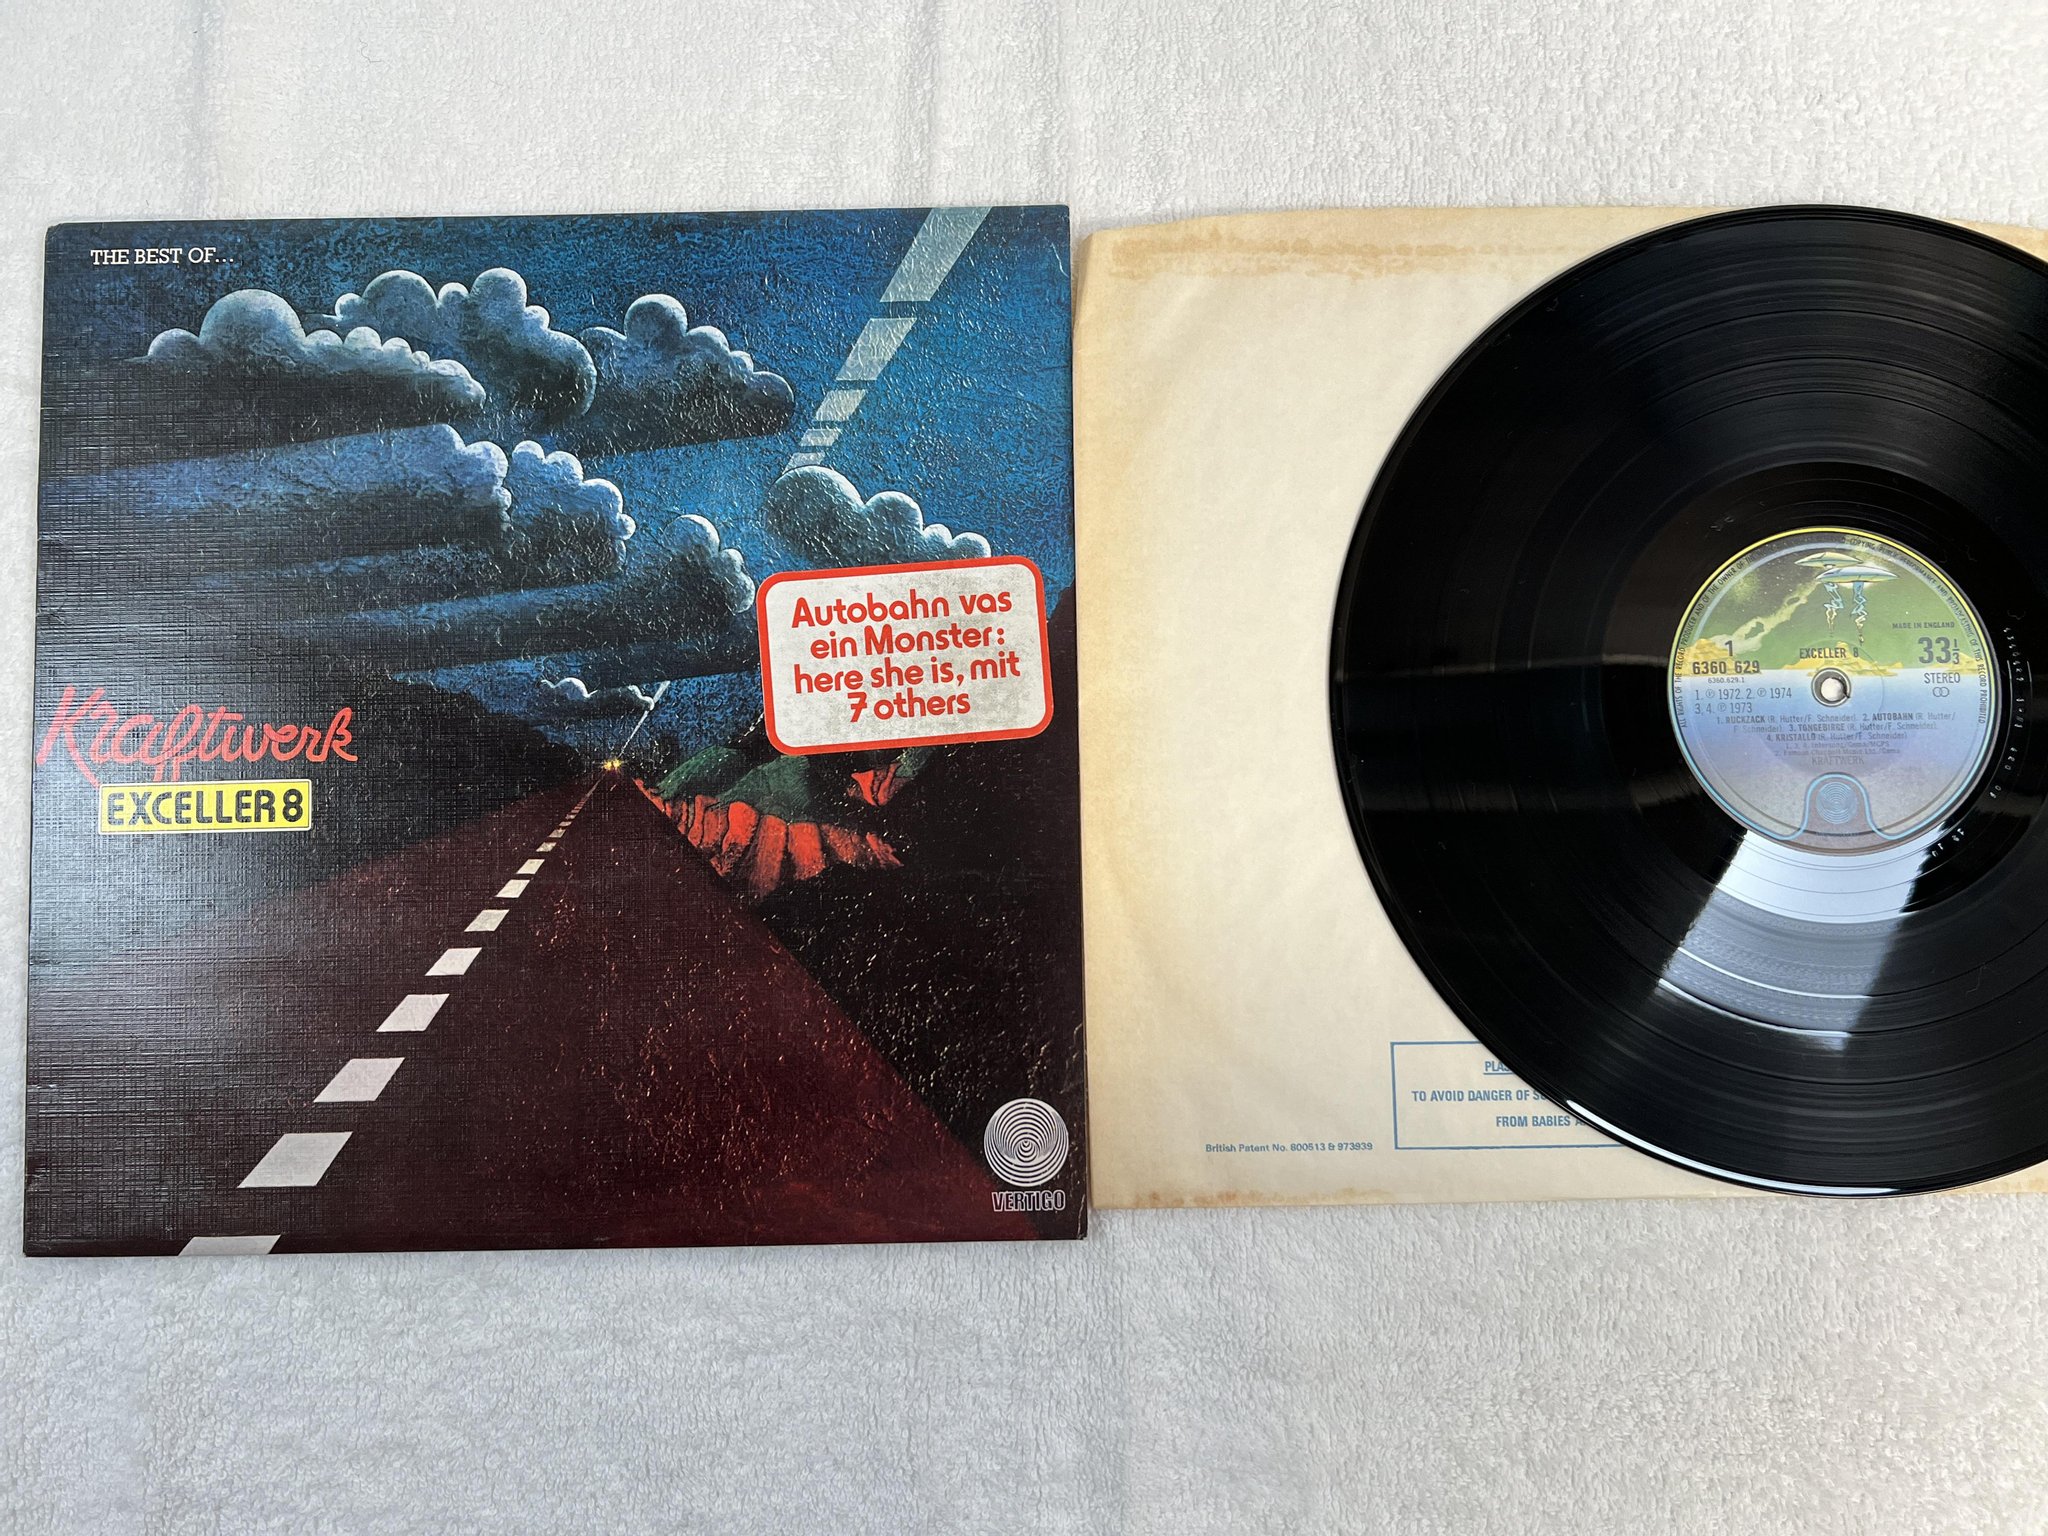 THE BEST OF...
Kraftwerk
EXCELLER 8
Autobahn vas
ein Monster:
here she is, mit
7 others
VERTIGO
MADE IN ENGLAND
1
6360 629
6360.629.1
EXCELLER 8
33 1/3
STEREO
1. ℗ 1972. 2. ℗ 1974
3, 4. ℗ 1973
1. RUCKZACK (R. Hutter/F. Schneider). 2. AUTOBAHN (R. Hutter/
F. Schneider). 3. TONGEBIRGE (R. Hutter/F. Schneider)
4. KRISTALLO (R. Hutter/F. Schneider)
KRAFTWERK
TO AVOID DANGER OF
FROM BABIES
British Patent No. 800513 & 973939